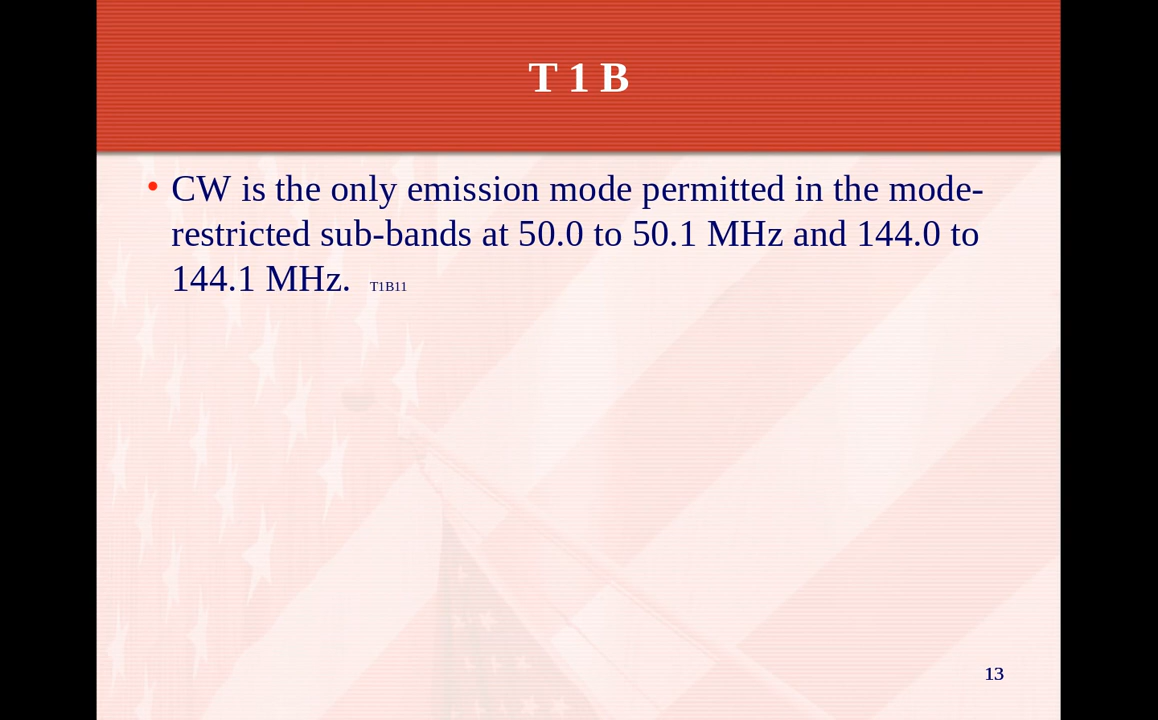 T 1 B
• CW is the only emission mode permitted in the mode-
restricted sub-bands at 50.0 to 50.1 MHz and 144.0 to
144.1 MHz. T1B11
13